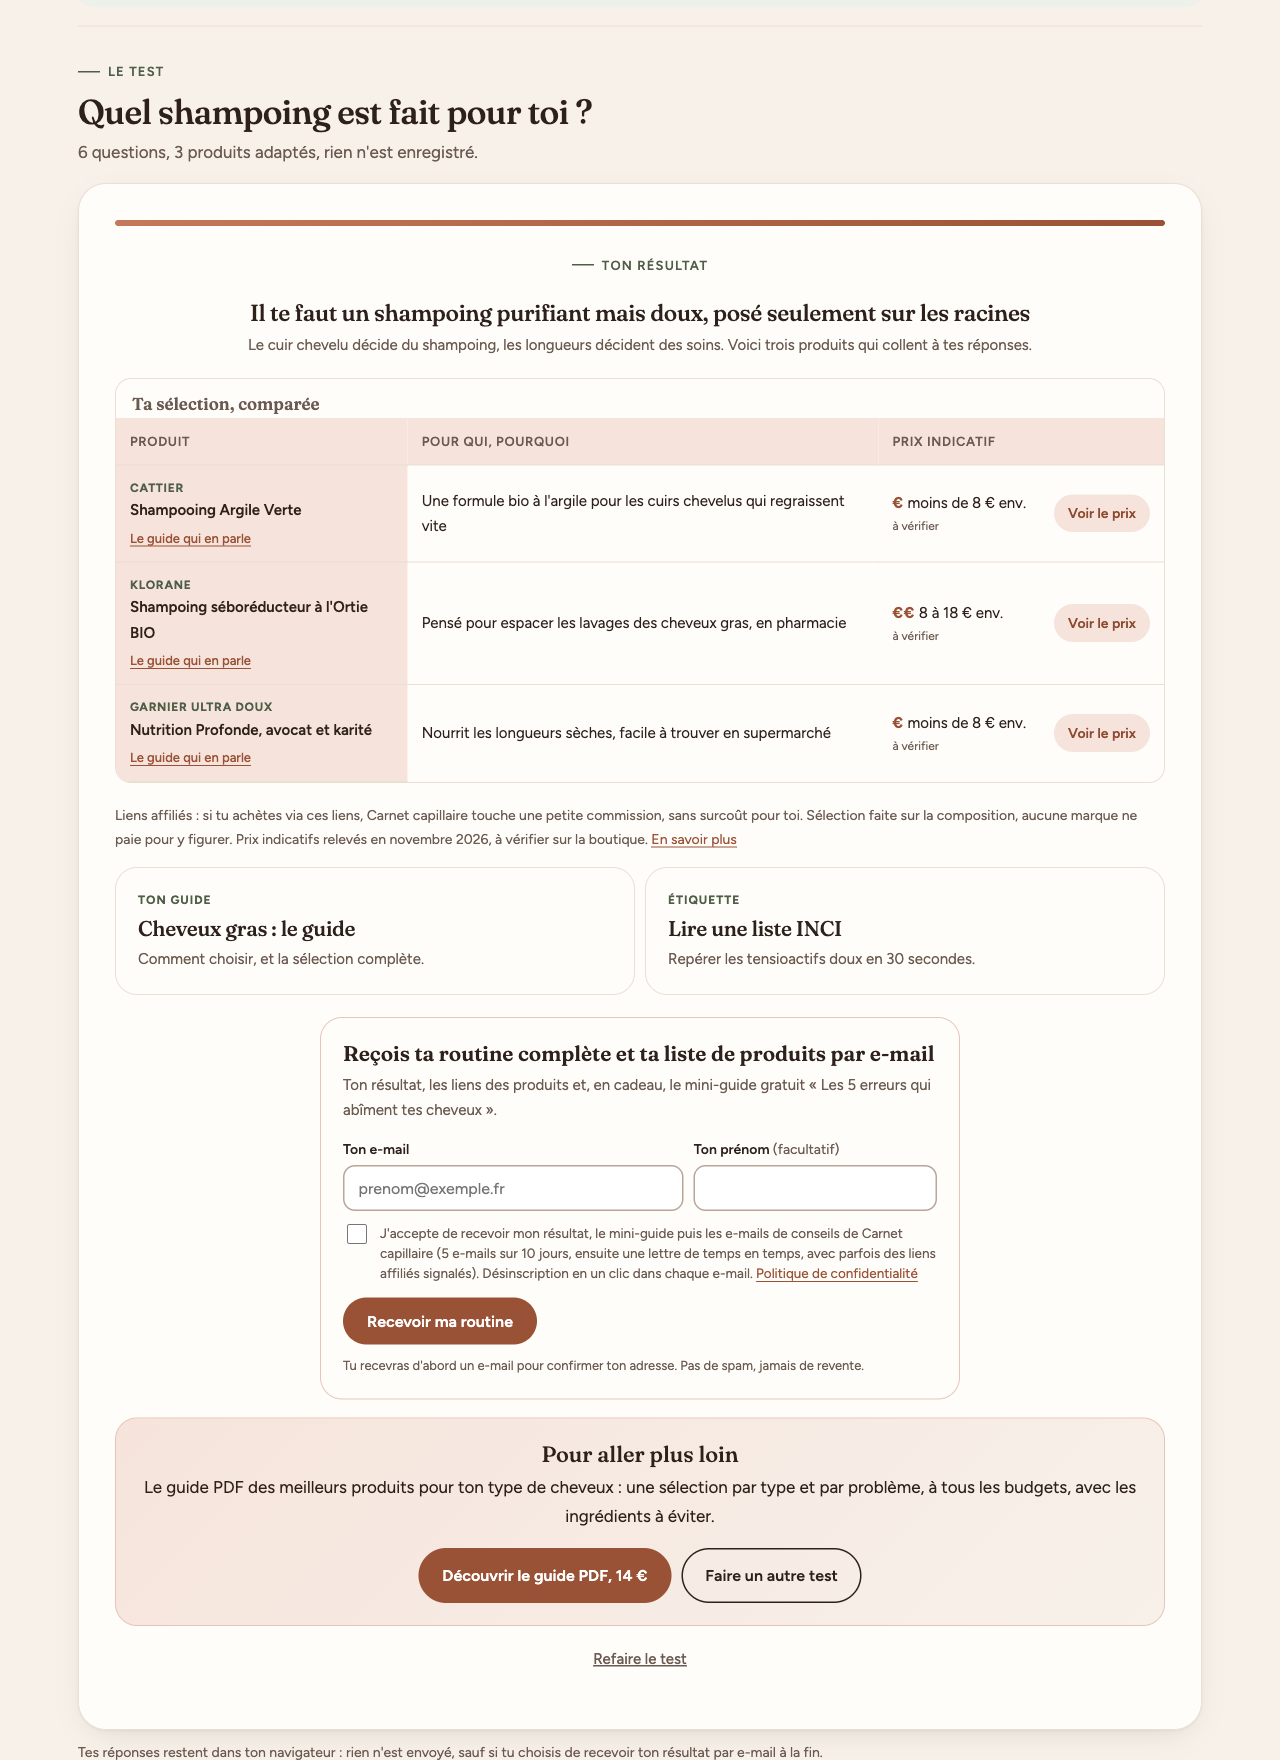 LE TEST
Quel shampoing est fait pour toi ?
6 questions, 3 produits adaptés, rien n'est enregistré.
TON RÉSULTAT
Il te faut un shampoing purifiant mais doux, posé seulement sur les racines
Le cuir chevelu décide du shampoing, les longueurs décident des soins. Voici trois produits qui collent à tes réponses.
Ta sélection, comparée
PRODUIT
POUR QUI, POURQUOI
PRIX INDICATIF
CATTIER
Shampooing Argile Verte
Le guide qui en parle
Une formule bio à l'argile pour les cuirs chevelus qui regraissent
vite
€ moins de 8 € env.
à vérifier
Voir le prix
KLORANE
Shampoing séboréducteur à l'Ortie
BIO
Le guide qui en parle
Pensé pour espacer les lavages des cheveux gras, en pharmacie
€€ 8 à 18 € env.
à vérifier
Voir le prix
GARNIER ULTRA DOUX
Nutrition Profonde, avocat et karité
Le guide qui en parle
Nourrit les longueurs sèches, facile à trouver en supermarché
€ moins de 8 € env.
à vérifier
Voir le prix
Liens affiliés : si tu achètes via ces liens, Carnet capillaire touche une petite commission, sans surcoût pour toi. Sélection faite sur la composition, aucune marque ne
paie pour y figurer. Prix indicatifs relevés en novembre 2026, à vérifier sur la boutique. En savoir plus
TON GUIDE
Cheveux gras : le guide
Comment choisir, et la sélection complète.
ÉTIQUETTE
Lire une liste INCI
Repérer les tensioactifs doux en 30 secondes.
Reçois ta routine complète et ta liste de produits par e-mail
Ton résultat, les liens des produits et, en cadeau, le mini-guide gratuit « Les 5 erreurs qui
abîment tes cheveux ».
Ton e-mail
Ton prénom (facultatif)
prenom@exemple.fr
J'accepte de recevoir mon résultat, le mini-guide puis les e-mails de conseils de Carnet
capillaire (5 e-mails sur 10 jours, ensuite une lettre de temps en temps, avec parfois des liens
affiliés signalés). Désinscription en un clic dans chaque e-mail. Politique de confidentialité
Recevoir ma routine
Tu recevras d'abord un e-mail pour confirmer ton adresse. Pas de spam, jamais de revente.
Pour aller plus loin
Le guide PDF des meilleurs produits pour ton type de cheveux : une sélection par type et par problème, à tous les budgets, avec les
ingrédients à éviter.
Découvrir le guide PDF, 14 €
Faire un autre test
Refaire le test
Tes réponses restent dans ton navigateur : rien n'est envoyé, sauf si tu choisis de recevoir ton résultat par e-mail à la fin.